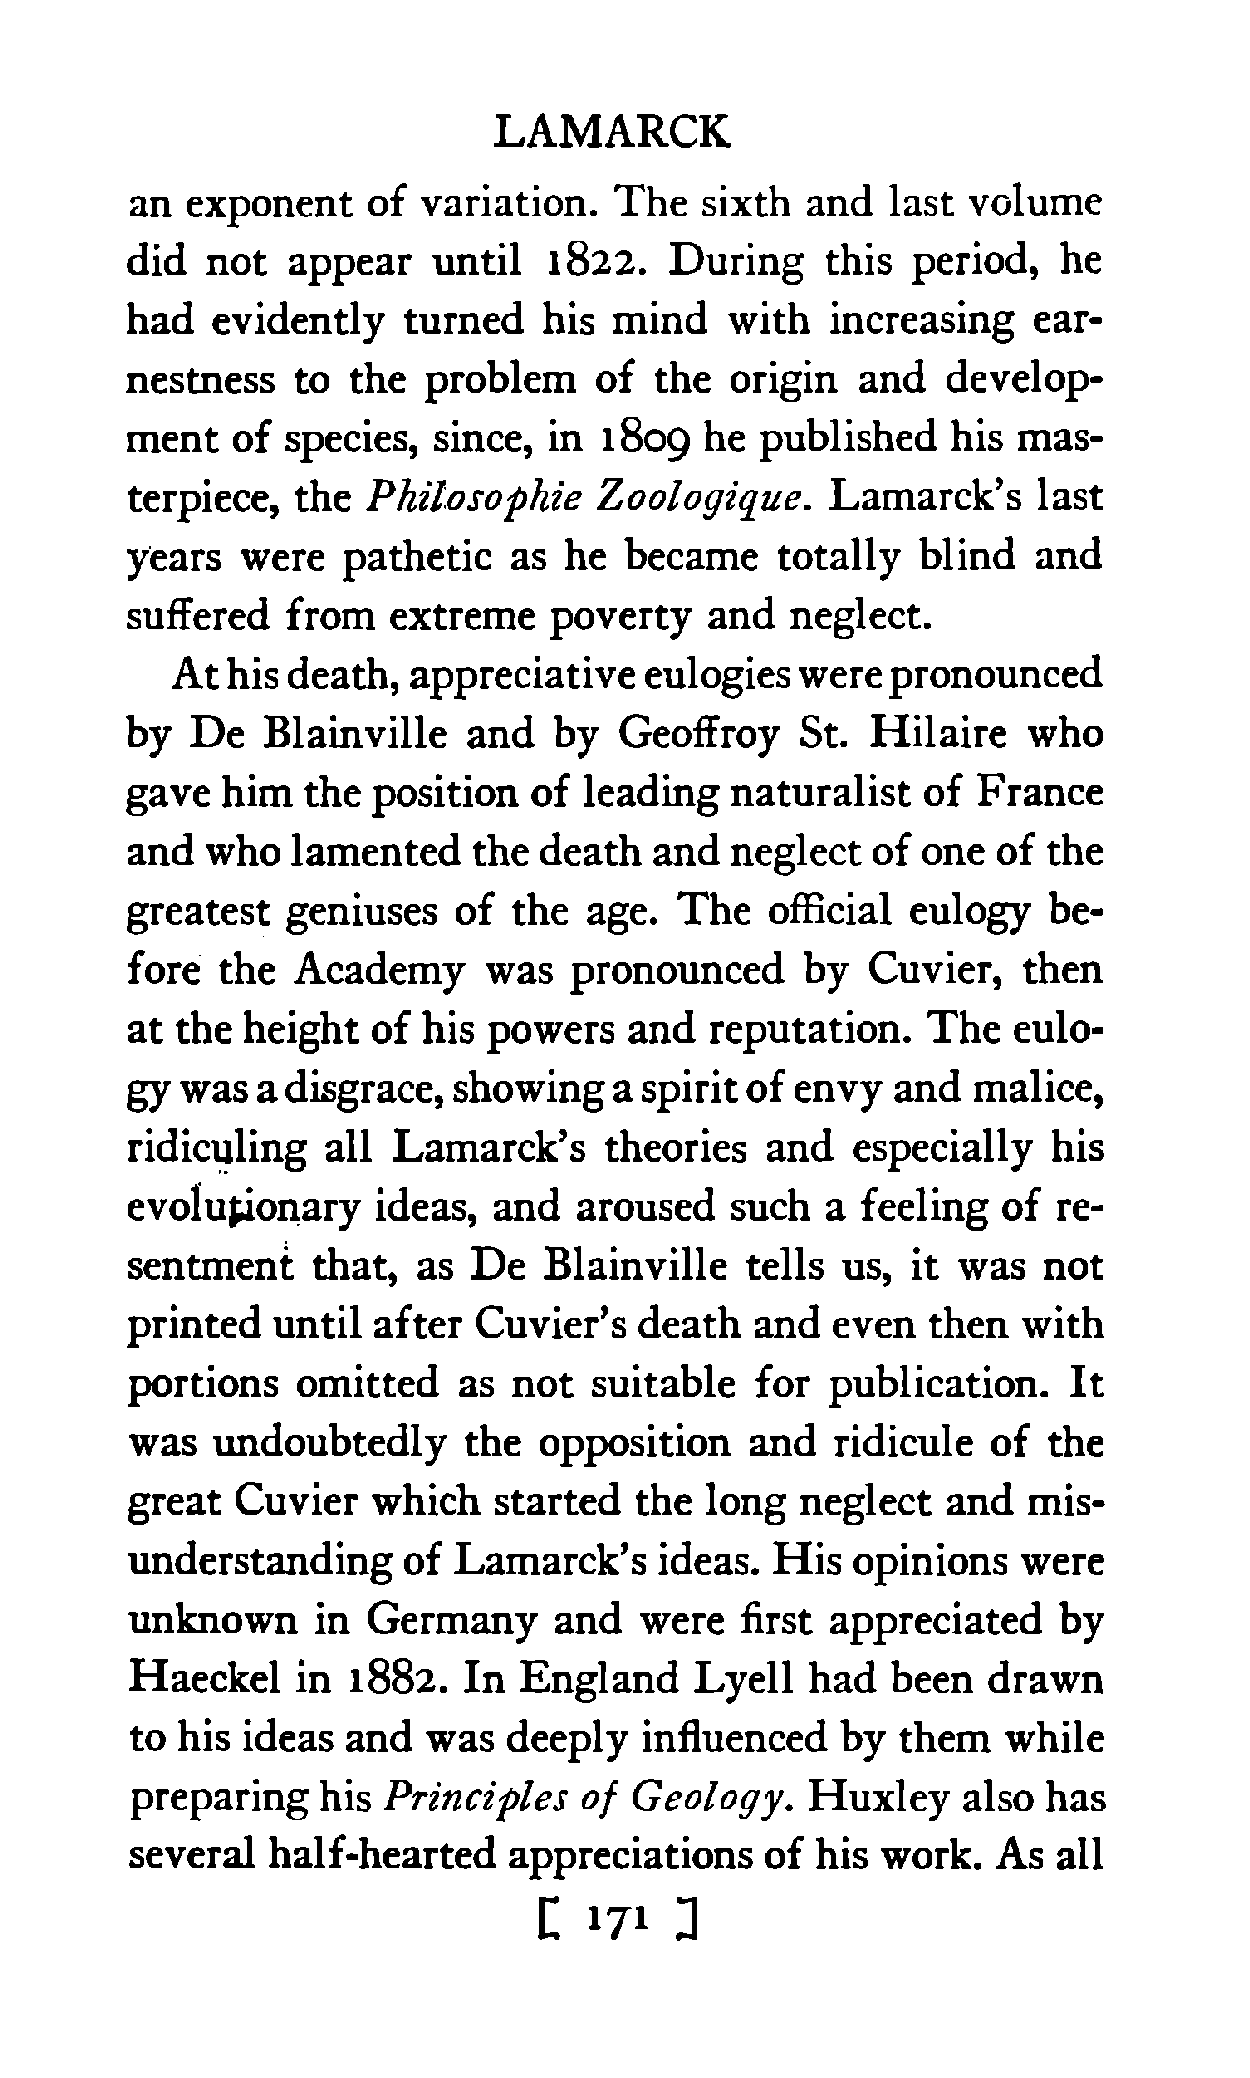 LAMARCK
an exponent of variation. The sixth and last volume
did not appear until 1822. During this period, he
had evidently turned his mind with increasing ear-
nestness to the problem of the origin and develop-
ment of species, since, in 1809 he published his mas-
terpiece, the Philosophie Zoologique. Lamarck's last
years were pathetic as he became totally blind and
suffered from extreme poverty and neglect.
At his death, appreciative eulogies were pronounced
by De Blainville and by Geoffroy St. Hilaire who
gave him the position of leading naturalist of France
and who lamented the death and neglect of one of the
greatest geniuses of the age. The official eulogy be-
fore the Academy was pronounced by Cuvier, then
at the height of his powers and reputation. The eulo-
gy was a disgrace, showing a spirit of envy and malice,
ridiculing all Lamarck's theories and especially his
evolutionary ideas, and aroused such a feeling of re-
sentment that, as De Blainville tells us, it was not
printed until after Cuvier's death and even then with
portions omitted as not suitable for publication. It
was undoubtedly the opposition and ridicule of the
great Cuvier which started the long neglect and mis-
understanding of Lamarck's ideas. His opinions were
unknown in Germany and were first appreciated by
Haeckel in 1882. In England Lyell had been drawn
to his ideas and was deeply influenced by them while
preparing his Principles of Geology. Huxley also has
several half-hearted appreciations of his work. As all
[ 171 ]